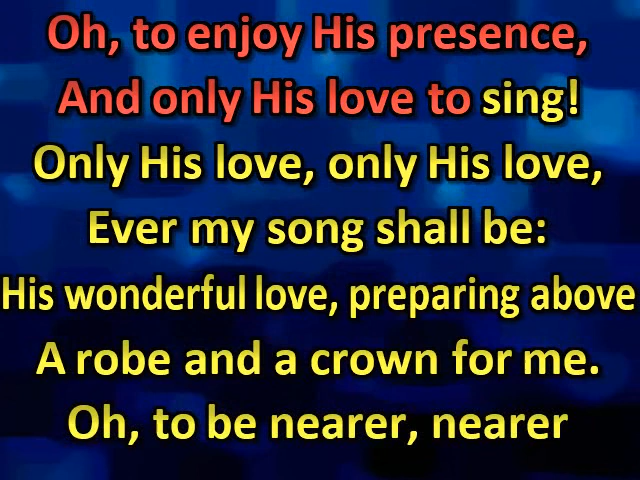 Oh, to enjoy His presence,
And only His love to sing!
Only His love, only His love,
Ever my song shall be:
His wonderful love, preparing above
A robe and a crown for me.
Oh, to be nearer, nearer